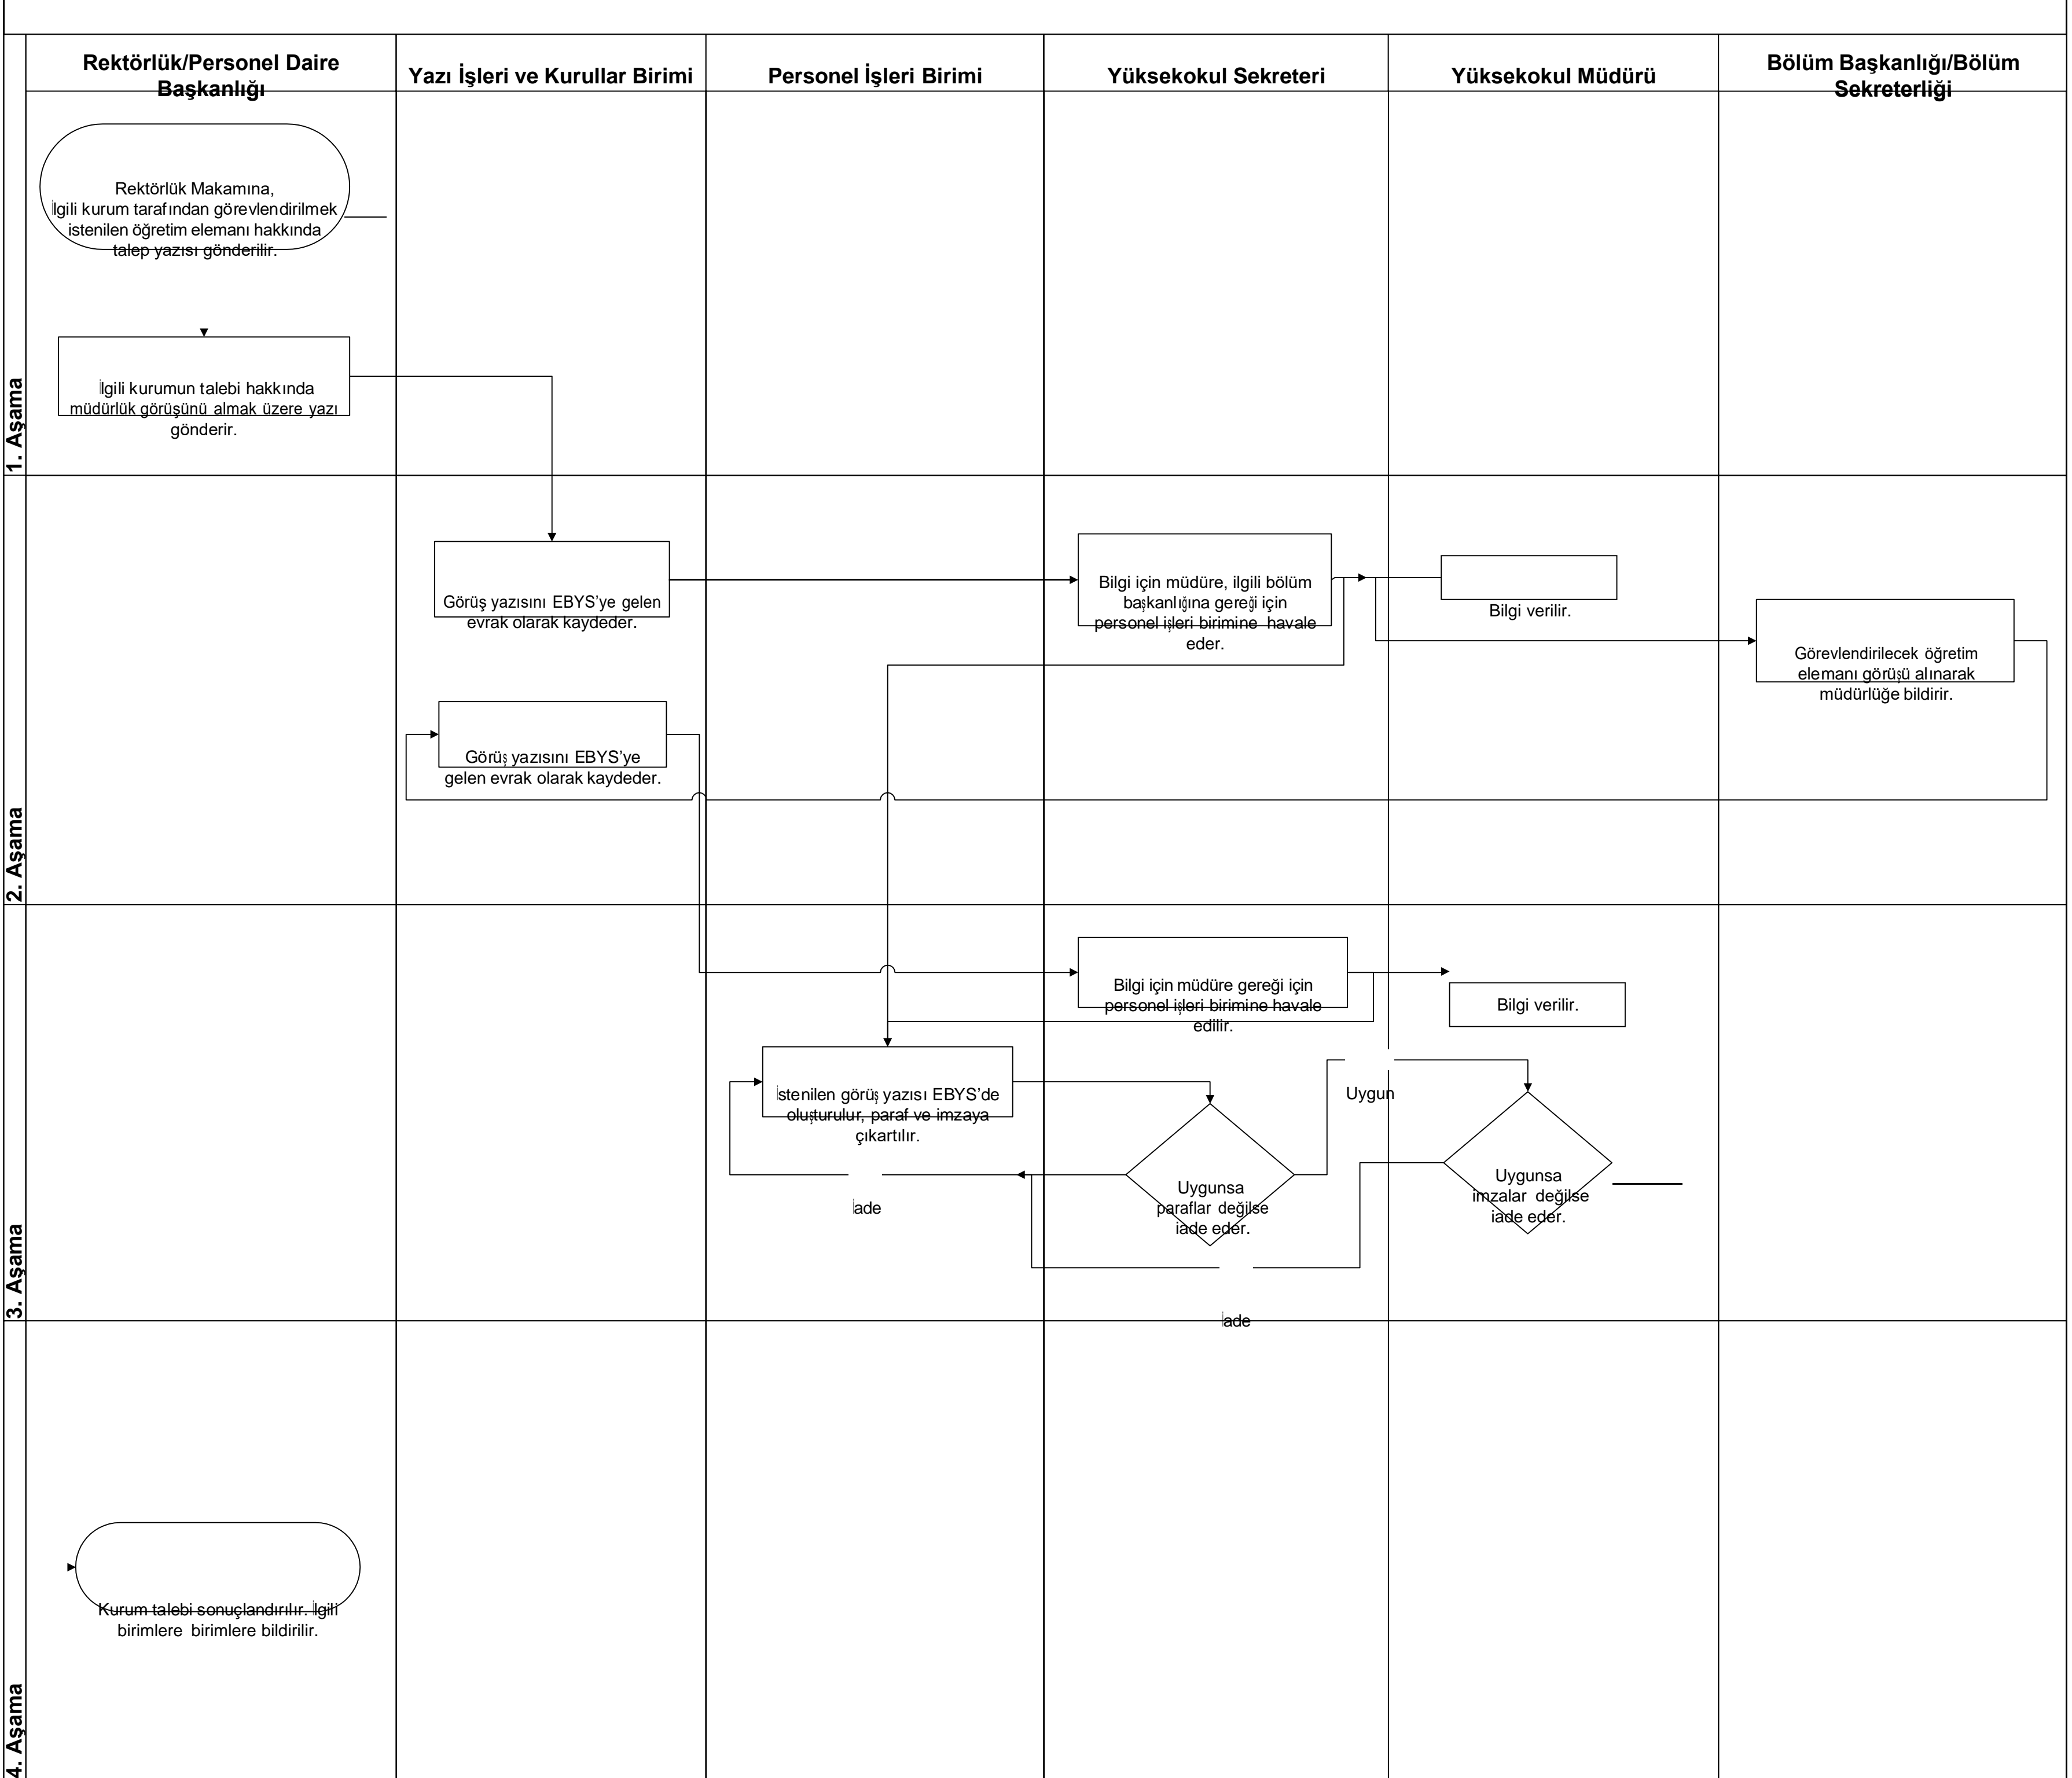 Rektörlük/Personel Daire
Başkanlığı
Yazı İşleri ve Kurullar Birimi
Personel İşleri Birimi
Yüksekokul Sekreteri
Yüksekokul Müdürü
Bölüm Başkanlığı/Bölüm
Sekreterliği
1. Aşama
Rektörlük Makamına,
İlgili kurum tarafından görevlendirilmek
istenilen öğretim elemanı hakkında
talep yazısı gönderilir.
İlgili kurumun talebi hakkında
müdürlük görüşünü almak üzere yazı
gönderir.
2. Aşama
Görüş yazısını EBYS’ye gelen
evrak olarak kaydeder.
Bilgi için müdüre, ilgili bölüm
başkanlığına gereği için
personel işleri birimine havale
eder.
Bilgi verilir.
Görevlendirilecek öğretim
elemanı görüşü alınarak
müdürlüğe bildirir.
Görüş yazısını EBYS’ye
gelen evrak olarak kaydeder.
3. Aşama
Bilgi için müdüre gereği için
personel işleri birimine havale
edilir.
Bilgi verilir.
İstenilen görüş yazısı EBYS’de
oluşturulur, paraf ve imzaya
çıkartılır.
Uygun
Uygunsa
paraflar değilse
iade eder.
Uygunsa
imzalar değilse
iade eder.
İade
İade
4. Aşama
Kurum talebi sonuçlandırılır. İlgili
birimlere birimlere bildirilir.